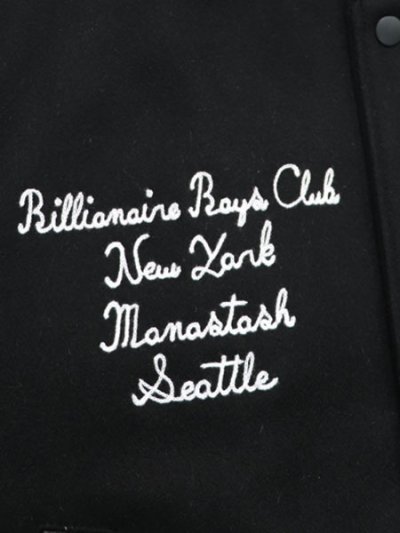 Billionaire Boys Club
New York
Manastash
Seattle